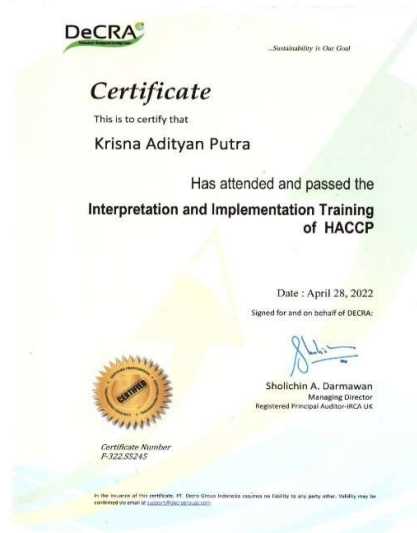 DeCRA
...Sustainability is Our Goal
Certificate
This is to certify that
Krisna Adityan Putra
Has attended and passed the
Interpretation and Implementation Training
of HACCP
Date : April 28, 2022
Signed for and on behalf of DECRA:
Sholichin A. Darmawan
Managing Director
Registered Principal Auditor-IRCA UK
CERTIFIED
Certificate Number
F-322.S5245
In the issuance of this certificate, PT. Decra Group Indonesia assumes no liability to any party other. Validity may be
confirmed via email at support@decragroups.com